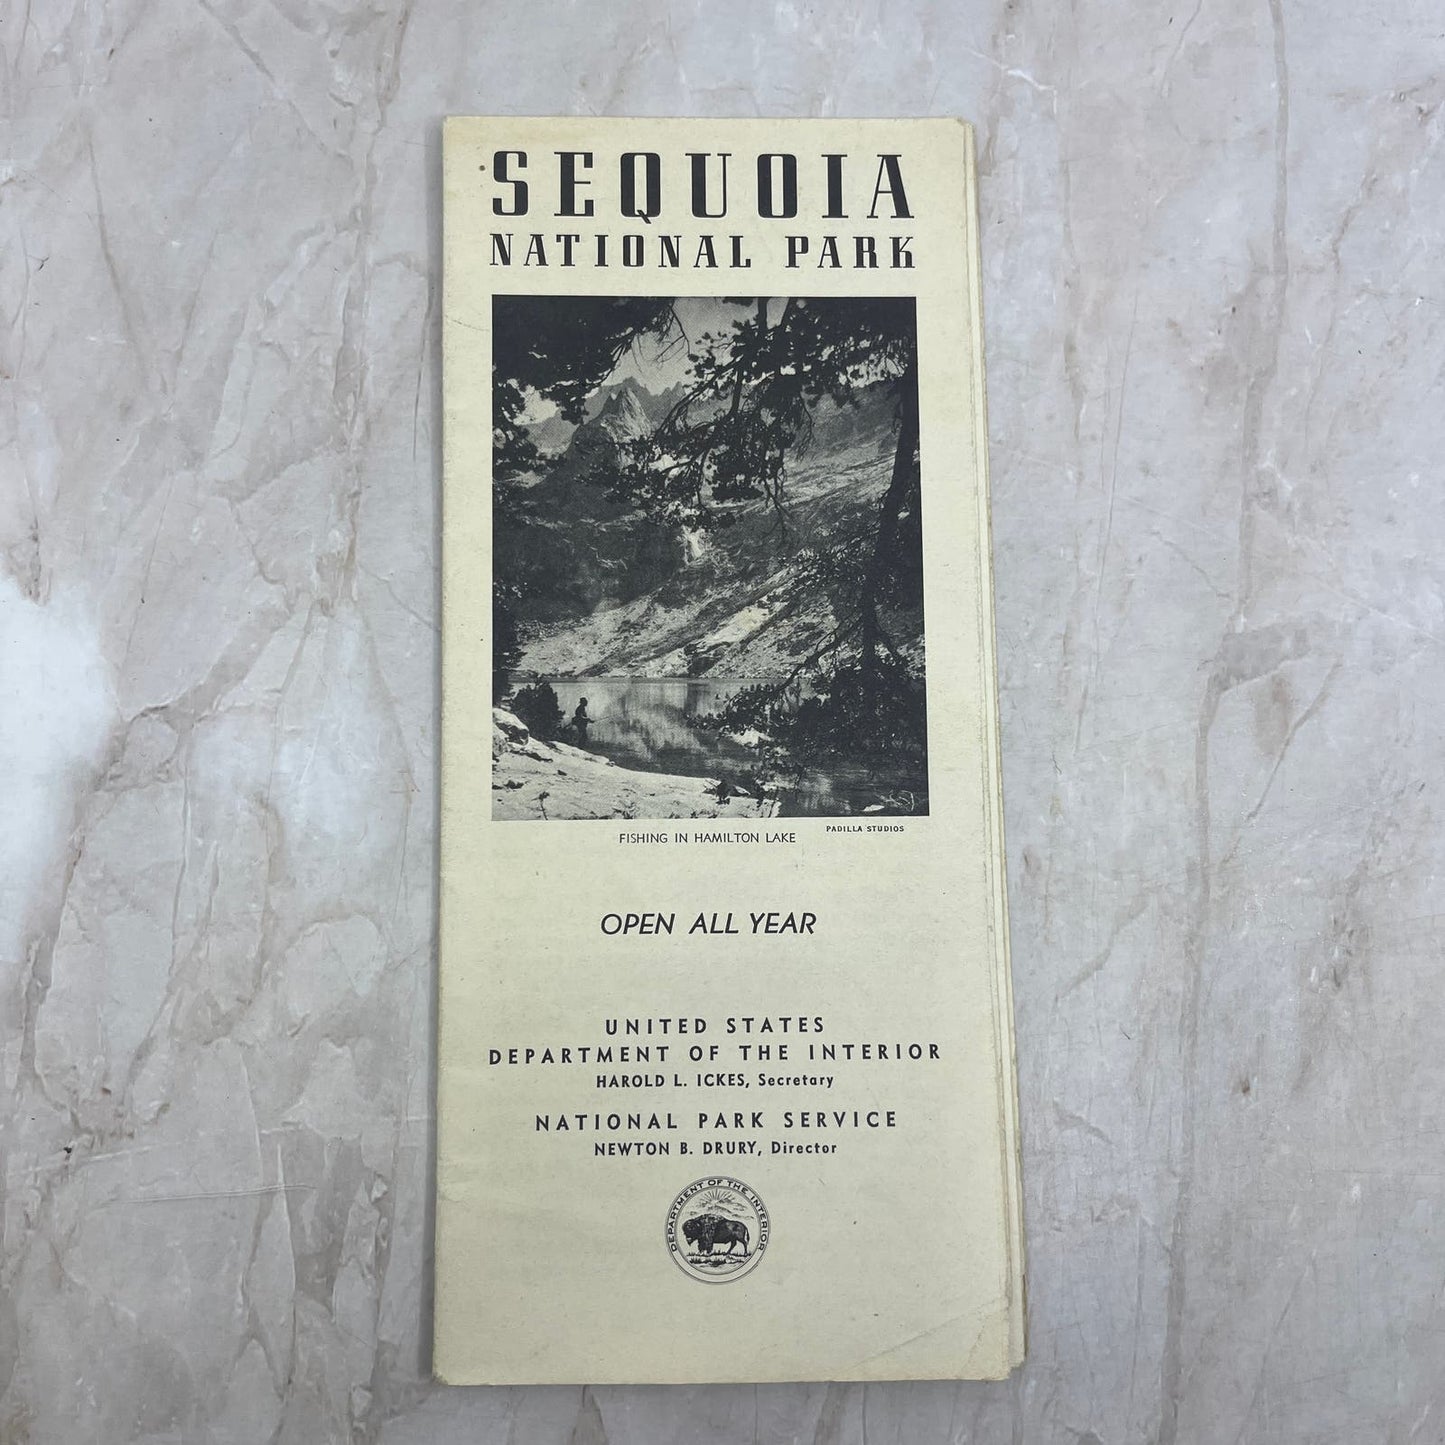 SEQUOIA
NATIONAL PARK
PADILLA STUDIOS
FISHING IN HAMILTON LAKE
OPEN ALL YEAR
UNITED STATES
DEPARTMENT OF THE INTERIOR
HAROLD L. ICKES, Secretary
NATIONAL PARK SERVICE
NEWTON B. DRURY, Director
DEPARTMENT OF THE INTERIOR